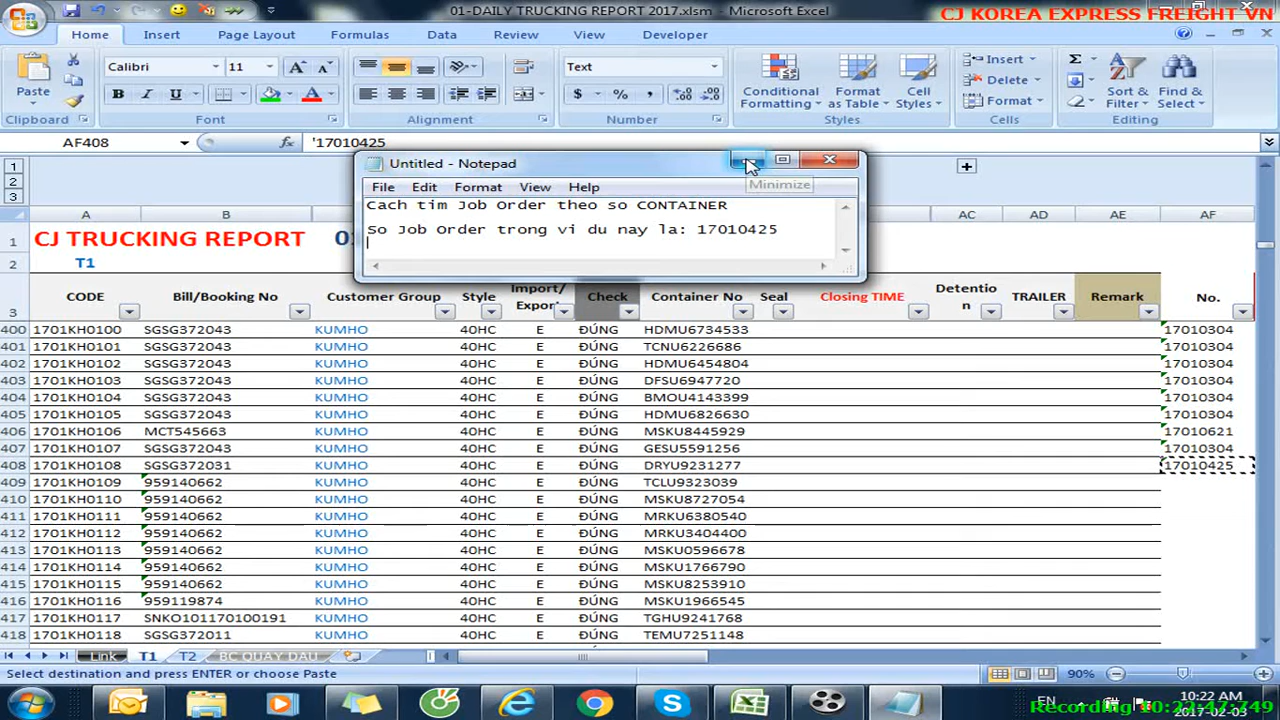 01-DAILY TRUCKING REPORT 2017.xlsm - Microsoft Excel
CJ KOREA EXPRESS FREIGHT VN
Home Insert Page Layout Formulas Data Review View Developer
Calibri 11 Text
Paste
B I U
$ % ,
Conditional Formatting
Format as Table
Cell Styles
Insert
Delete
Format
Sort & Filter
Find & Select
Clipboard Font Alignment Number Styles Cells Editing
AF408 fx '17010425
Untitled - Notepad
Minimize
File Edit Format View Help
Cach tim Job Order theo so CONTAINER
So Job Order trong vi du nay la: 17010425
1
2
3
A B AC AD AE AF
1 CJ TRUCKING REPORT
2 T1
3 CODE Bill/Booking No Customer Group Style Import/Expor Check Container No Seal Closing TIME Detention TRAILER Remark No.
400 1701KH0100 SGSG372043 KUMHO 40HC E ĐÚNG HDMU6734533 17010304
401 1701KH0101 SGSG372043 KUMHO 40HC E ĐÚNG TCNU6226686 17010304
402 1701KH0102 SGSG372043 KUMHO 40HC E ĐÚNG HDMU6454804 17010304
403 1701KH0103 SGSG372043 KUMHO 40HC E ĐÚNG DFSU6947720 17010304
404 1701KH0104 SGSG372043 KUMHO 40HC E ĐÚNG BMOU4143399 17010304
405 1701KH0105 SGSG372043 KUMHO 40HC E ĐÚNG HDMU6826630 17010304
406 1701KH0106 MCT545663 KUMHO 40HC E ĐÚNG MSKU8445929 17010621
407 1701KH0107 SGSG372043 KUMHO 40HC E ĐÚNG GESU5591256 17010304
408 1701KH0108 SGSG372031 KUMHO 40HC E ĐÚNG DRYU9231277 17010425
409 1701KH0109 959140662 KUMHO 40HC E ĐÚNG TCLU9323039
410 1701KH0110 959140662 KUMHO 40HC E ĐÚNG MSKU8727054
411 1701KH0111 959140662 KUMHO 40HC E ĐÚNG MRKU6380540
412 1701KH0112 959140662 KUMHO 40HC E ĐÚNG MRKU3404400
413 1701KH0113 959140662 KUMHO 40HC E ĐÚNG MSKU0596678
414 1701KH0114 959140662 KUMHO 40HC E ĐÚNG MSKU1766790
415 1701KH0115 959140662 KUMHO 40HC E ĐÚNG MSKU8253910
416 1701KH0116 959119874 KUMHO 40HC E ĐÚNG MSKU1966545
417 1701KH0117 SNKO101170100191 KUMHO 40HC E ĐÚNG TGHU9241768
418 1701KH0118 SGSG372011 KUMHO 40HC E ĐÚNG TEMU7251148
Link T1 T2 BC QUAY DAU
Select destination and press ENTER or choose Paste 90%
EN 10:22 AM
2017-02-03